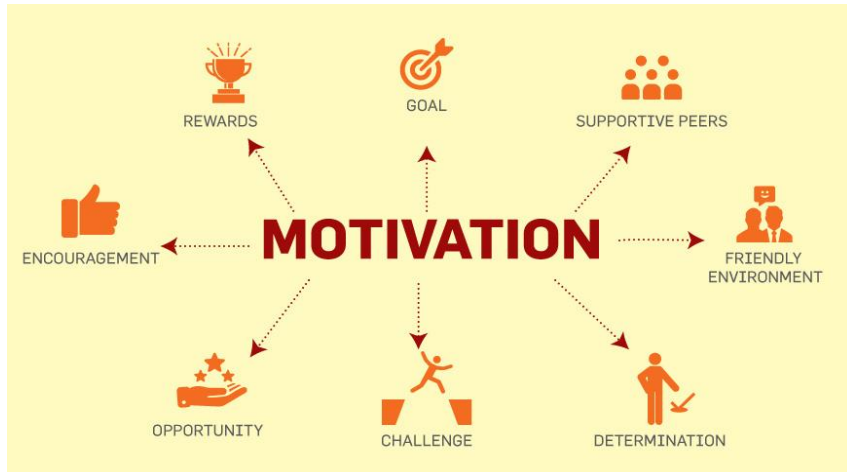 REWARDS
GOAL
SUPPORTIVE PEERS
ENCOURAGEMENT
MOTIVATION
FRIENDLY
ENVIRONMENT
OPPORTUNITY
CHALLENGE
DETERMINATION